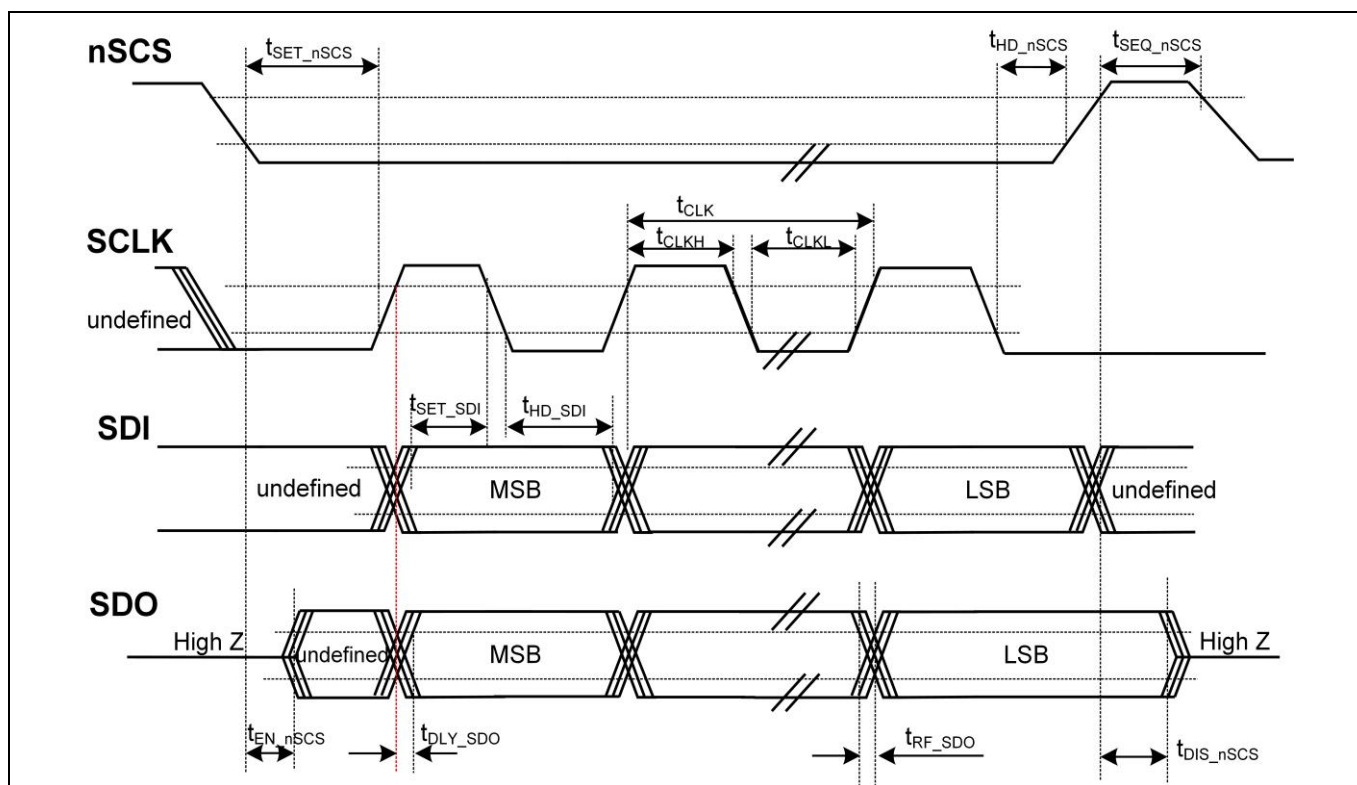 nSCS
tSET_nSCS
tHD_nSCS
tSEQ_nSCS
SCLK
tCLK
tCLKH
tCLKL
undefined
SDI
tSET_SDI
tHD_SDI
undefined
MSB
LSB
undefined
SDO
High Z
undefined
MSB
LSB
High Z
tEN_nSCS
tDLY_SDO
tRF_SDO
tDIS_nSCS